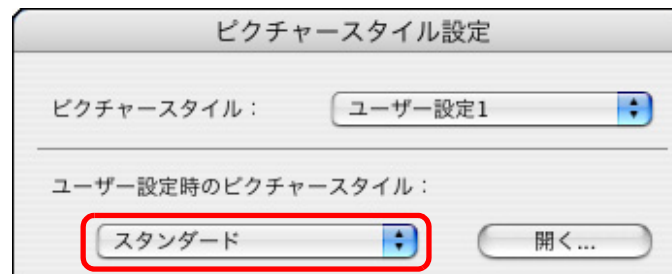 ピクチャースタイル設定
ピクチャースタイル： ユーザー設定1
ユーザー設定時のピクチャースタイル：
スタンダード 開く...